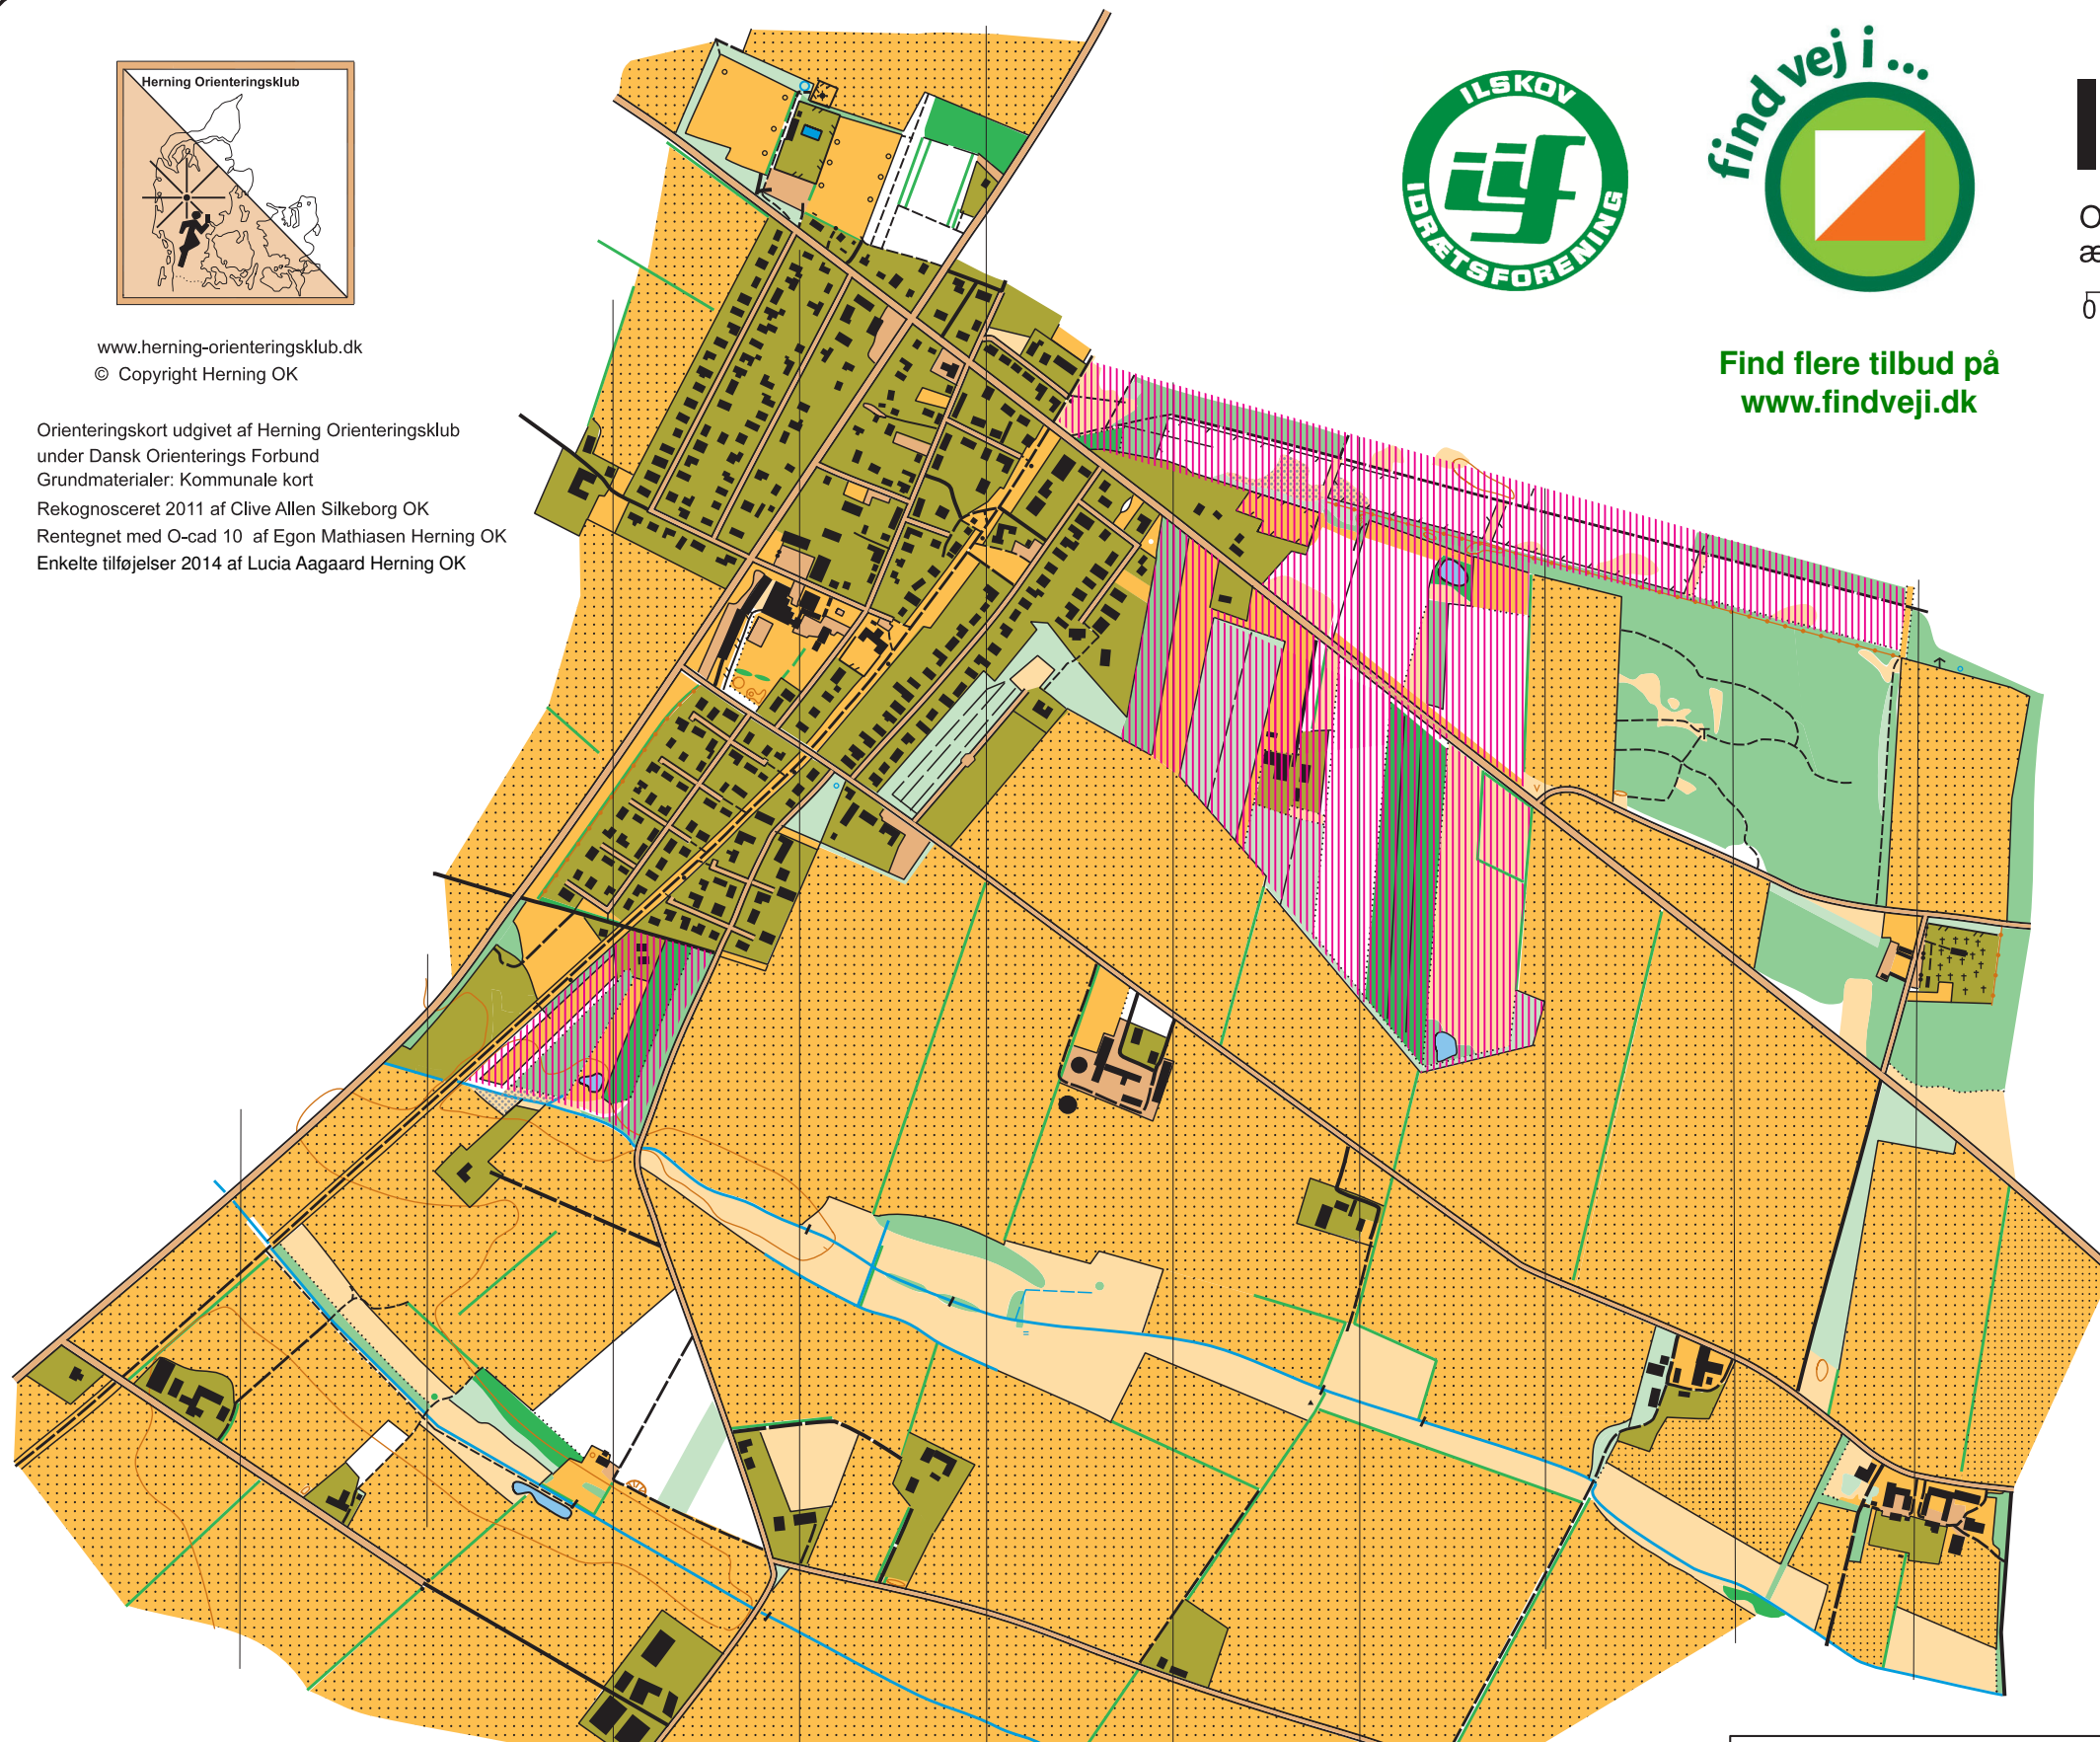 Herning Orienteringsklub
www.herning-orienteringsklub.dk
© Copyright Herning OK
Orienteringskort udgivet af Herning Orienteringsklub
under Dansk Orienterings Forbund
Grundmaterialer: Kommunale kort
Rekognosceret 2011 af Clive Allen Silkeborg OK
Rentegnet med O-cad 10 af Egon Mathiasen Herning OK
Enkelte tilføjelser 2014 af Lucia Aagaard Herning OK
ILSKOV
iif
IDRÆTSFORENING
find vej i ...
Find flere tilbud på
www.findveji.dk
0